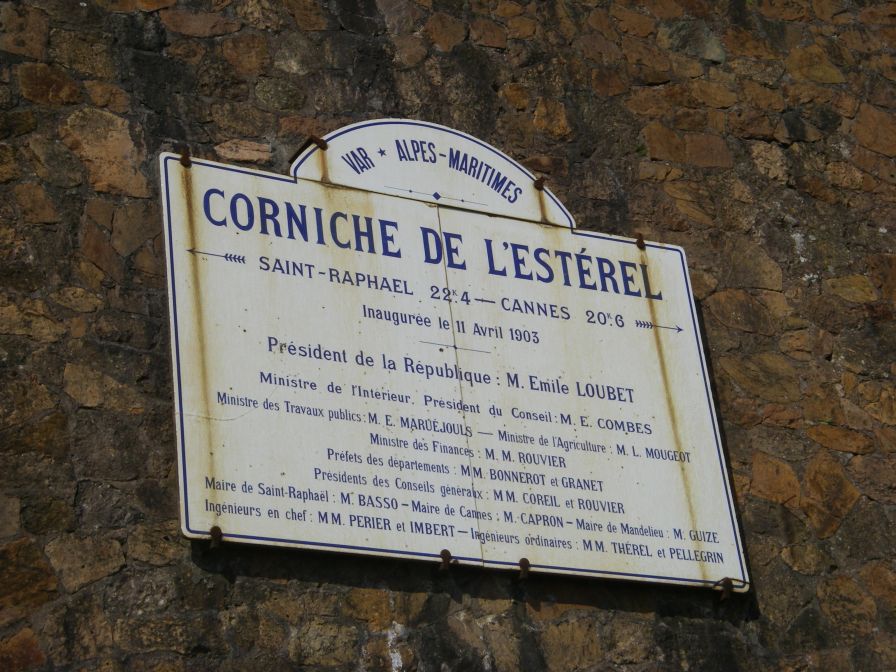 VAR ★ ALPES-MARITIMES
CORNICHE DE L'ESTÉREL
SAINT-RAPHAEL 22K4 — CANNES 20K6
Inaugurée le 11 Avril 1903
Président de la République : M. Emile LOUBET
Ministre de l'Intérieur, Président du Conseil : M. E. COMBES
Ministre des Travaux publics : M. E. MARUÉJOULS — Ministre de l'Agriculture : M. L. MOUGEOT
Ministre des Finances : M. M. ROUVIER
Préfets des départements : MM. BONNEROT ET GRANET
Présidents des Conseils généraux : MM. COREIL ET ROUVIER
Maire de Saint-Raphaël : M. BASSO — Maire de Cannes : M. CAPRON — Maire de Mandelieu : M. GUIZE
Ingénieurs en chef : MM. PERIER ET IMBERT — Ingénieurs ordinaires : MM. THÉREL ET PELLEGRIN